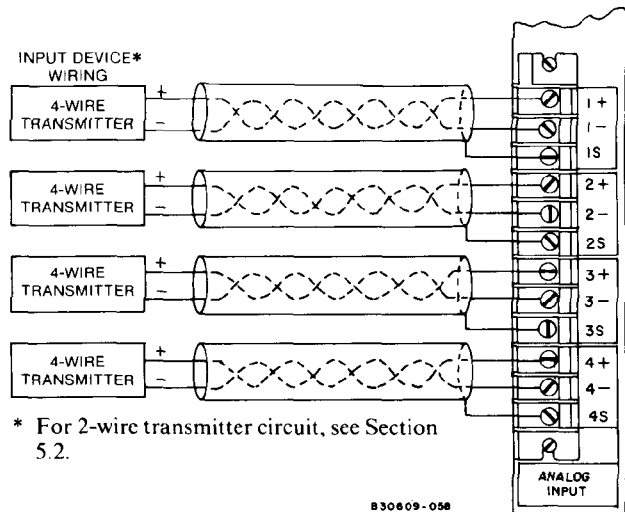 INPUT DEVICE*
WIRING
4-WIRE
TRANSMITTER
+
-
1+
1-
1S
4-WIRE
TRANSMITTER
+
-
2+
2-
2S
4-WIRE
TRANSMITTER
+
-
3+
3-
3S
4-WIRE
TRANSMITTER
+
-
4+
4-
4S
* For 2-wire transmitter circuit, see Section
5.2.
ANALOG
INPUT
B30609-058